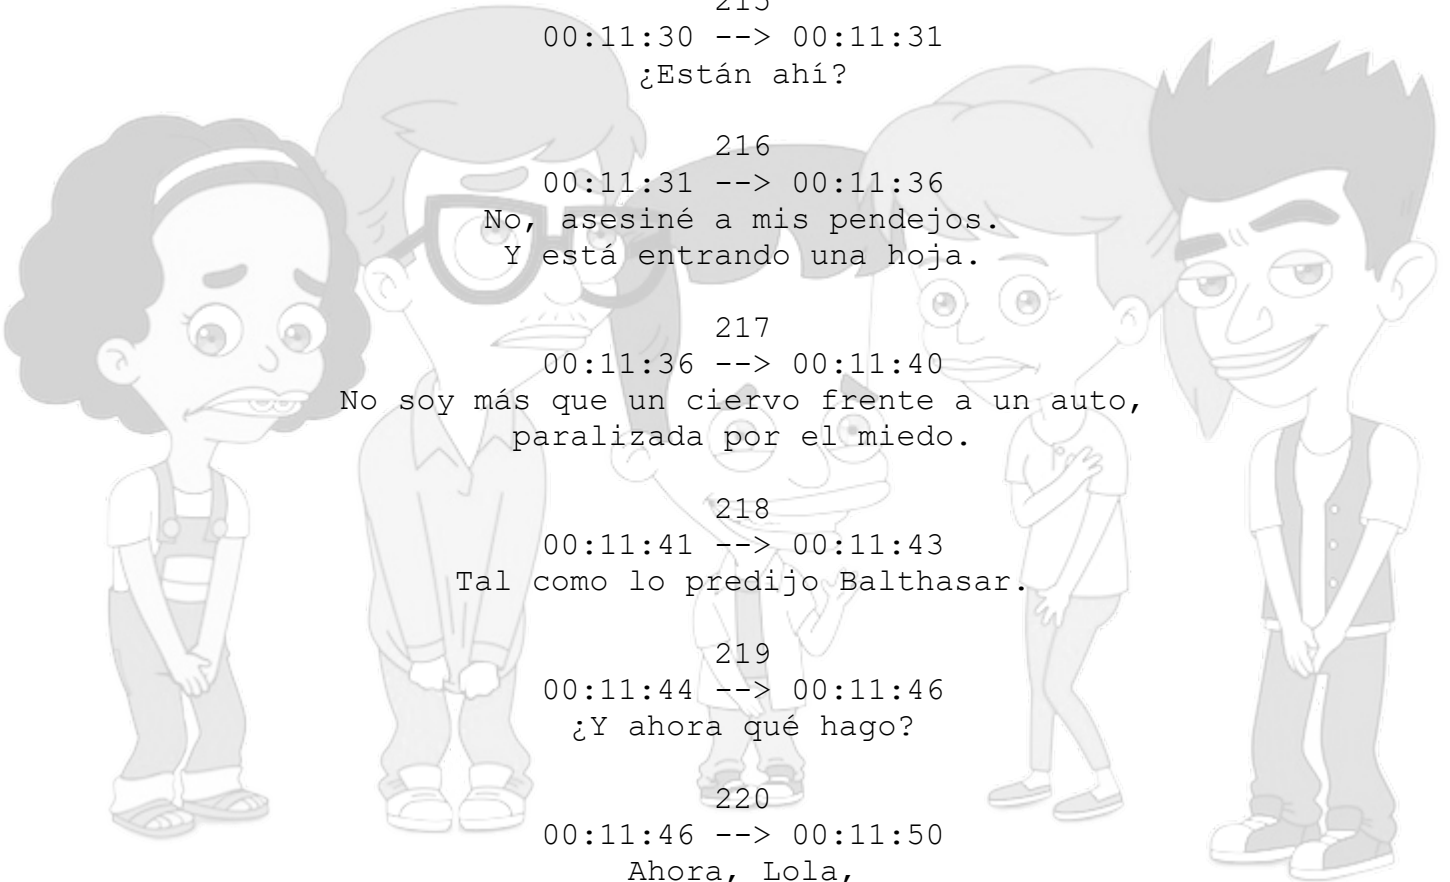 215
00:11:30 --> 00:11:31
¿Están ahí?
216
00:11:31 --> 00:11:36
No, asesiné a mis pendejos.
Y está entrando una hoja.
217
00:11:36 --> 00:11:40
No soy más que un ciervo frente a un auto,
paralizada por el miedo.
218
00:11:41 --> 00:11:43
Tal como lo predijo Balthasar.
219
00:11:44 --> 00:11:46
¿Y ahora qué hago?
220
00:11:46 --> 00:11:50
Ahora, Lola,